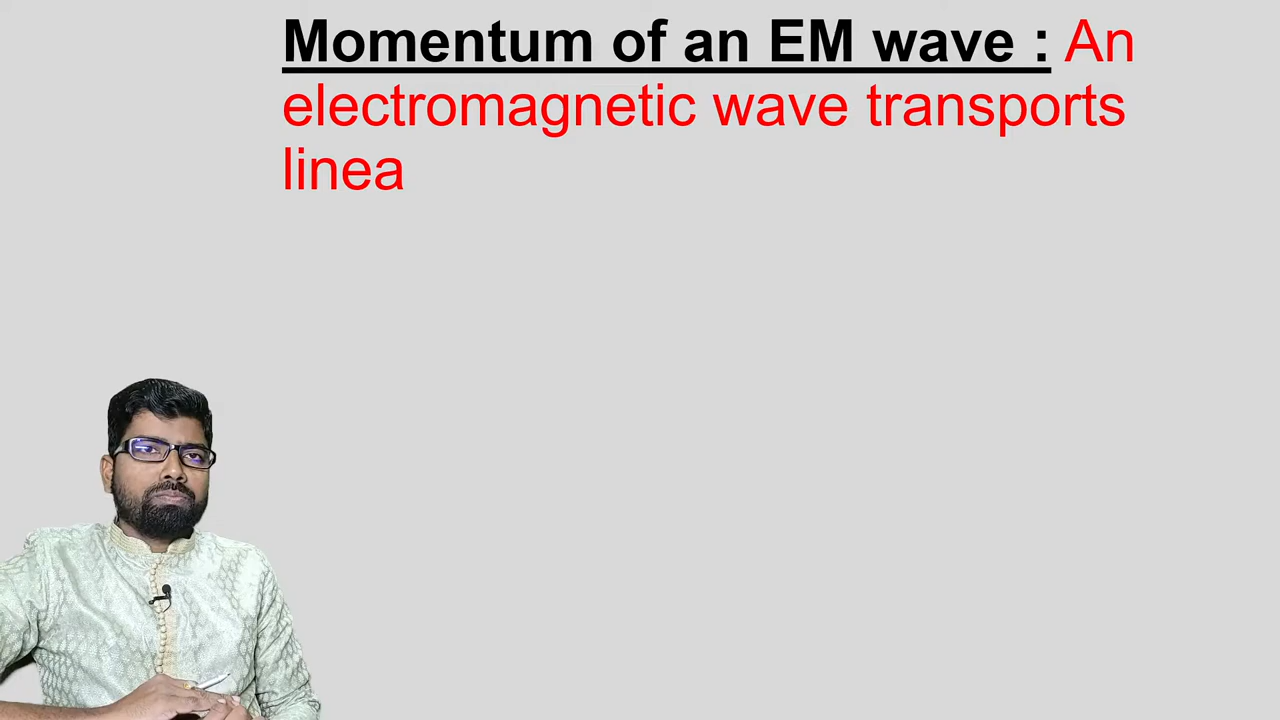 Momentum of an EM wave : An
electromagnetic wave transports
linea